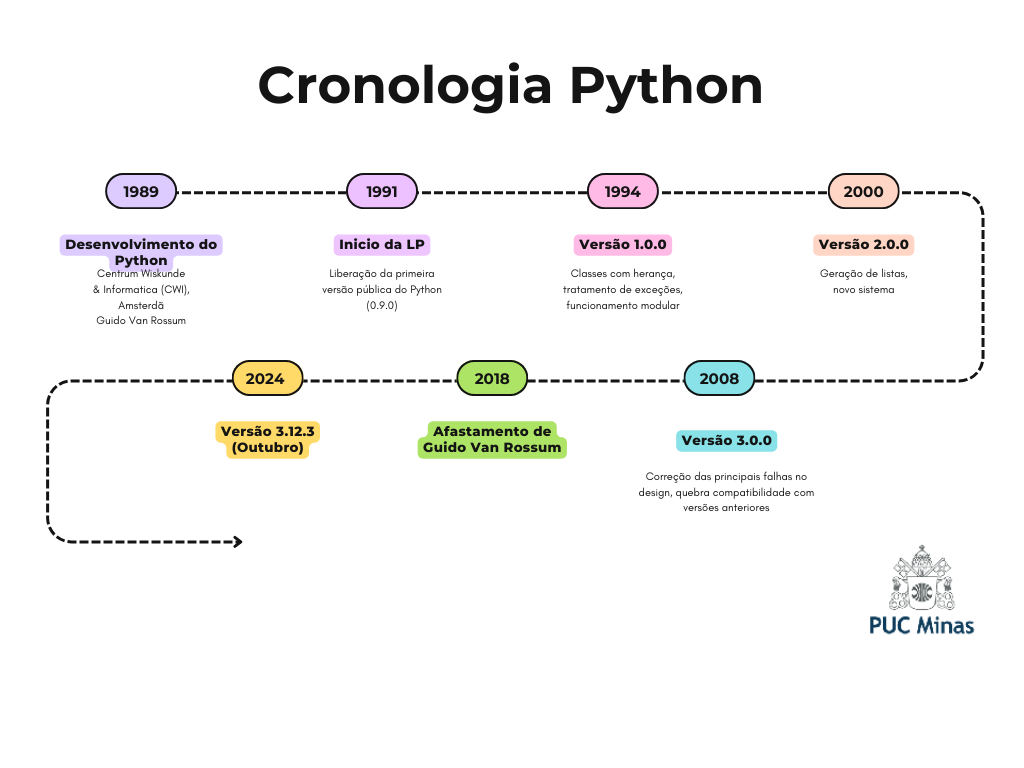 Cronologia Python
1989
Desenvolvimento do
Python
Centrum Wiskunde
& Informatica (CWI),
Amsterdã
Guido Van Rossum
1991
Inicio da LP
Liberação da primeira
versão pública do Python
(0.9.0)
1994
Versão 1.0.0
Classes com herança,
tratamento de exceções,
funcionamento modular
2000
Versão 2.0.0
Geração de listas,
novo sistema
2008
Versão 3.0.0
Correção das principais falhas no
design, quebra compatibilidade com
versões anteriores
2018
Afastamento de
Guido Van Rossum
2024
Versão 3.12.3
(Outubro)
PUC Minas